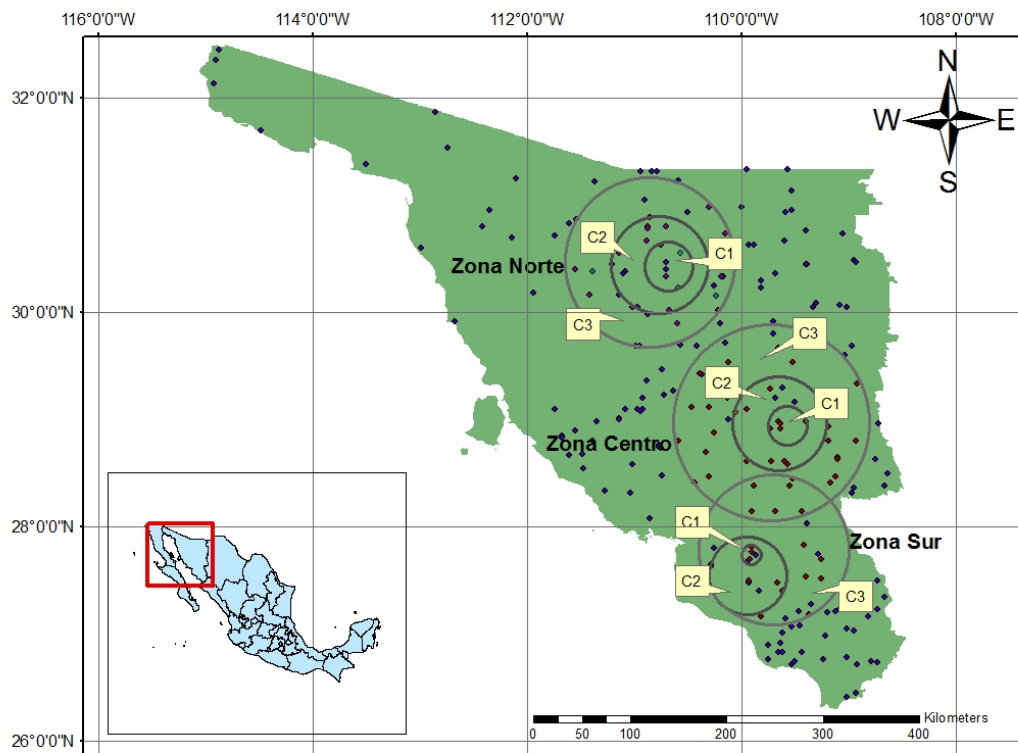 116°0'0"W 114°0'0"W 112°0'0"W 110°0'0"W 108°0'0"W
N
W E
S
32°0'0"N
C2
C1
Zona Norte
30°0'0"N
C3
C3
C2
C1
Zona Centro
28°0'0"N
C1
Zona Sur
C2
C3
Kilometers
0 50 100 200 300 400
26°0'0"N